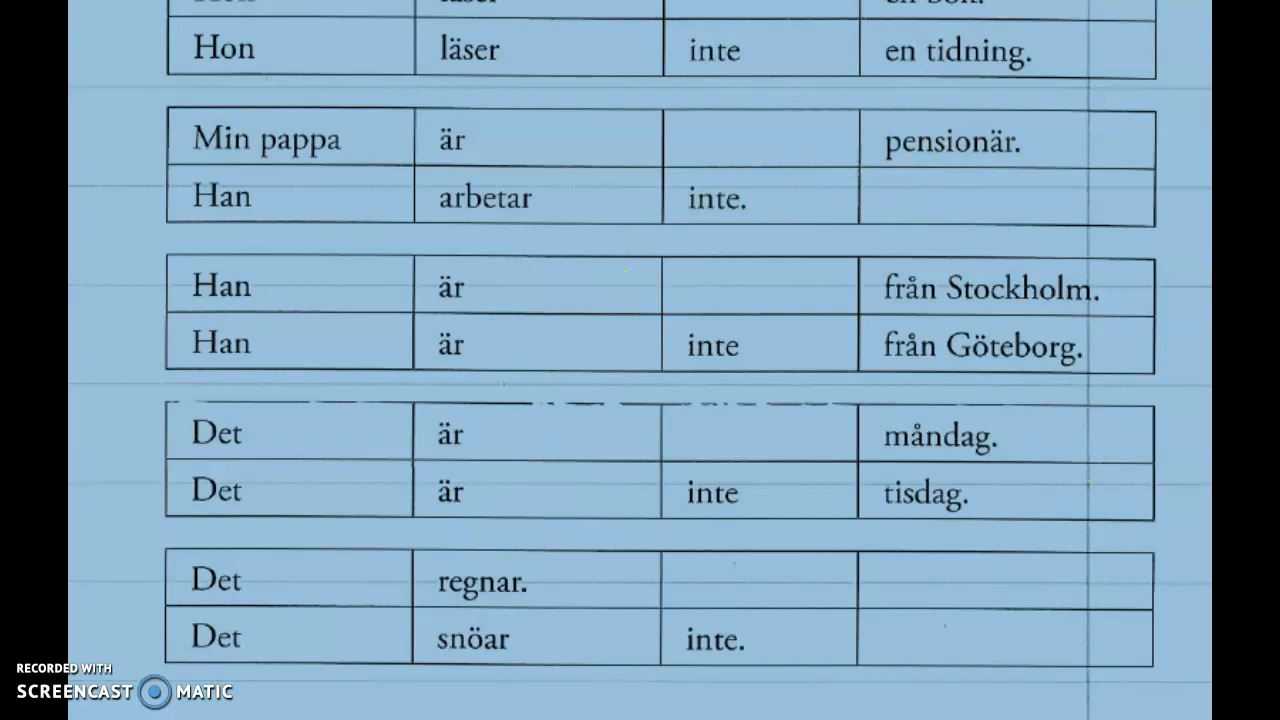 Hon läser inte en tidning.
Min pappa är pensionär.
Han arbetar inte.
Han är från Stockholm.
Han är inte från Göteborg.
Det är måndag.
Det är inte tisdag.
Det regnar.
Det snöar inte.
RECORDED WITH
SCREENCAST MATIC